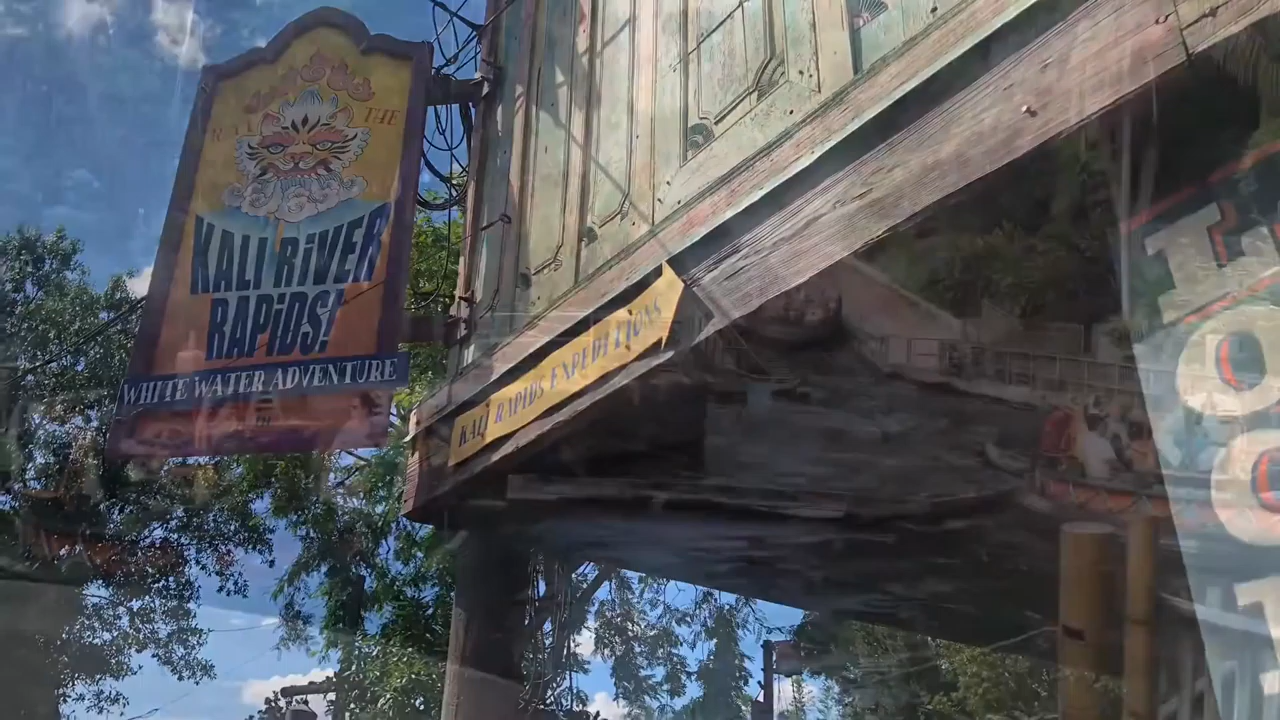 THE
KALI RiVER
RAPiDS!
WHITE WATER ADVENTURE
KALI RAPIDS EXPEDITIONS